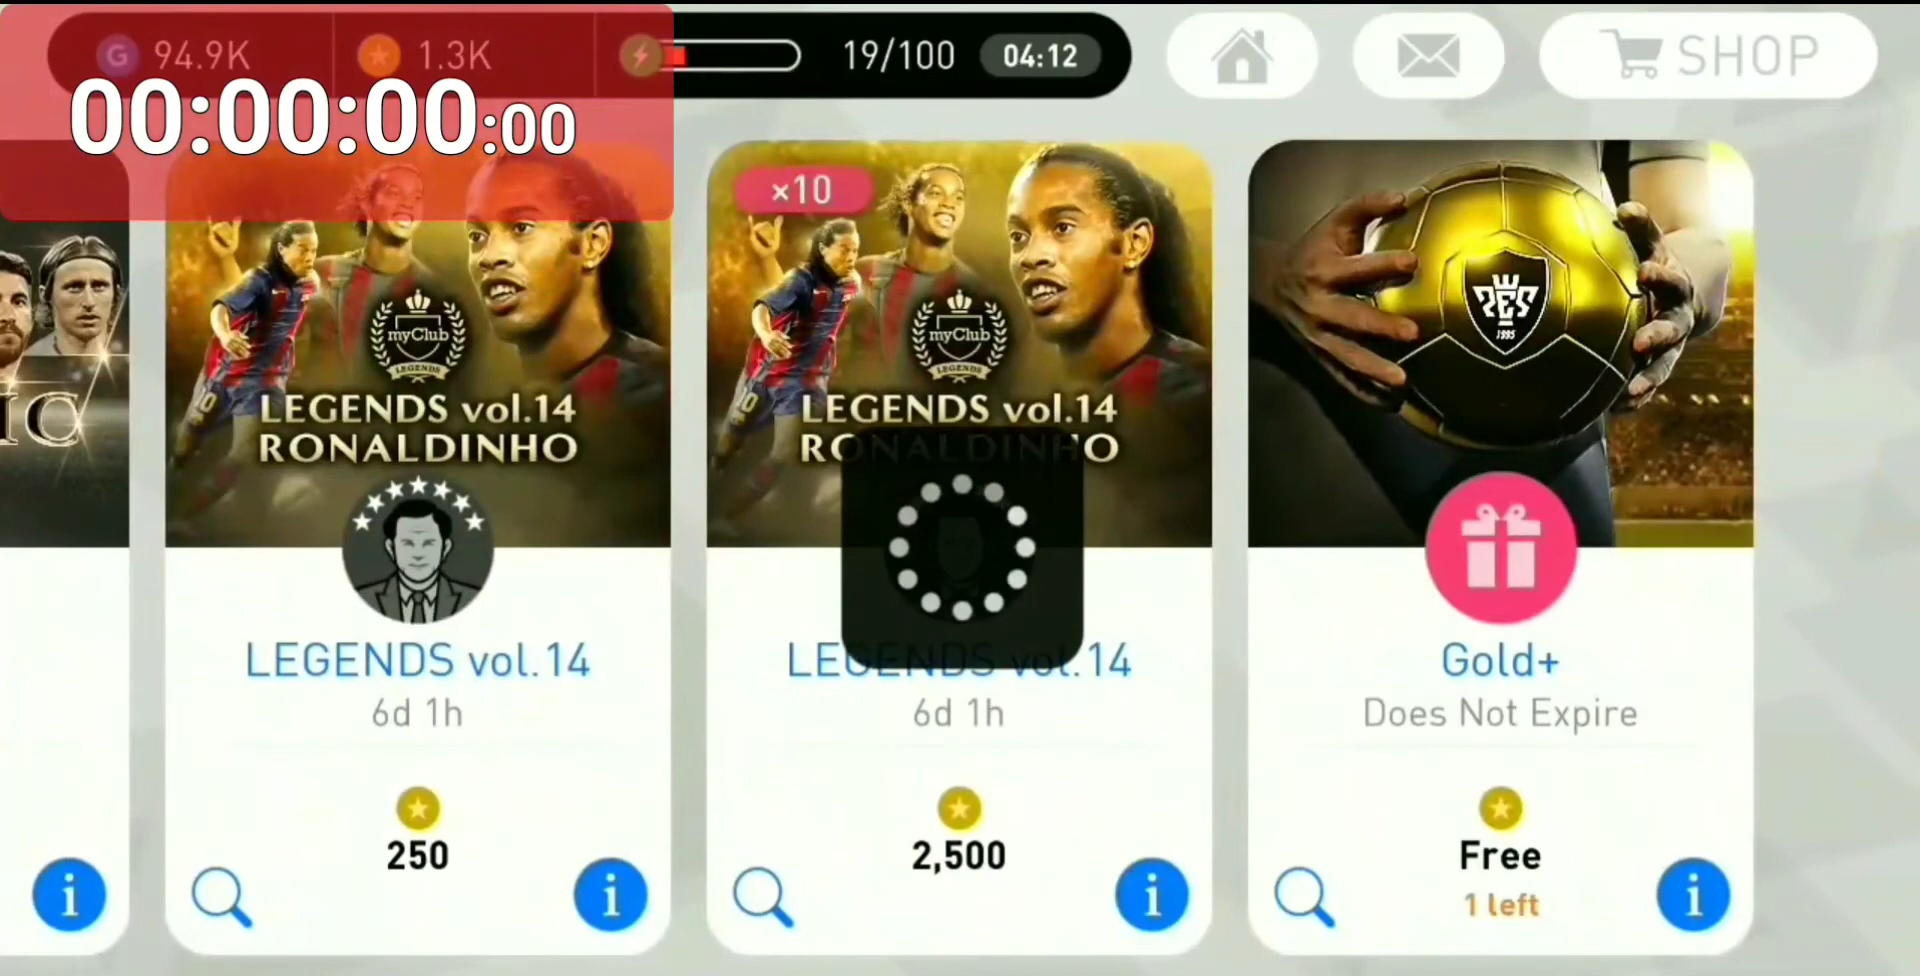 G 94.9K
1.3K
19/100
04:12
SHOP
00:00:00:00
×10
PES
1995
myClub
LEGENDS
myClub
LEGENDS
IC
LEGENDS vol.14
RONALDINHO
LEGENDS vol.14
RONALDINHO
LEGENDS vol.14
6d 1h
250
i
LEGENDS vol.14
6d 1h
2,500
i
Gold+
Does Not Expire
Free
1 left
i
i